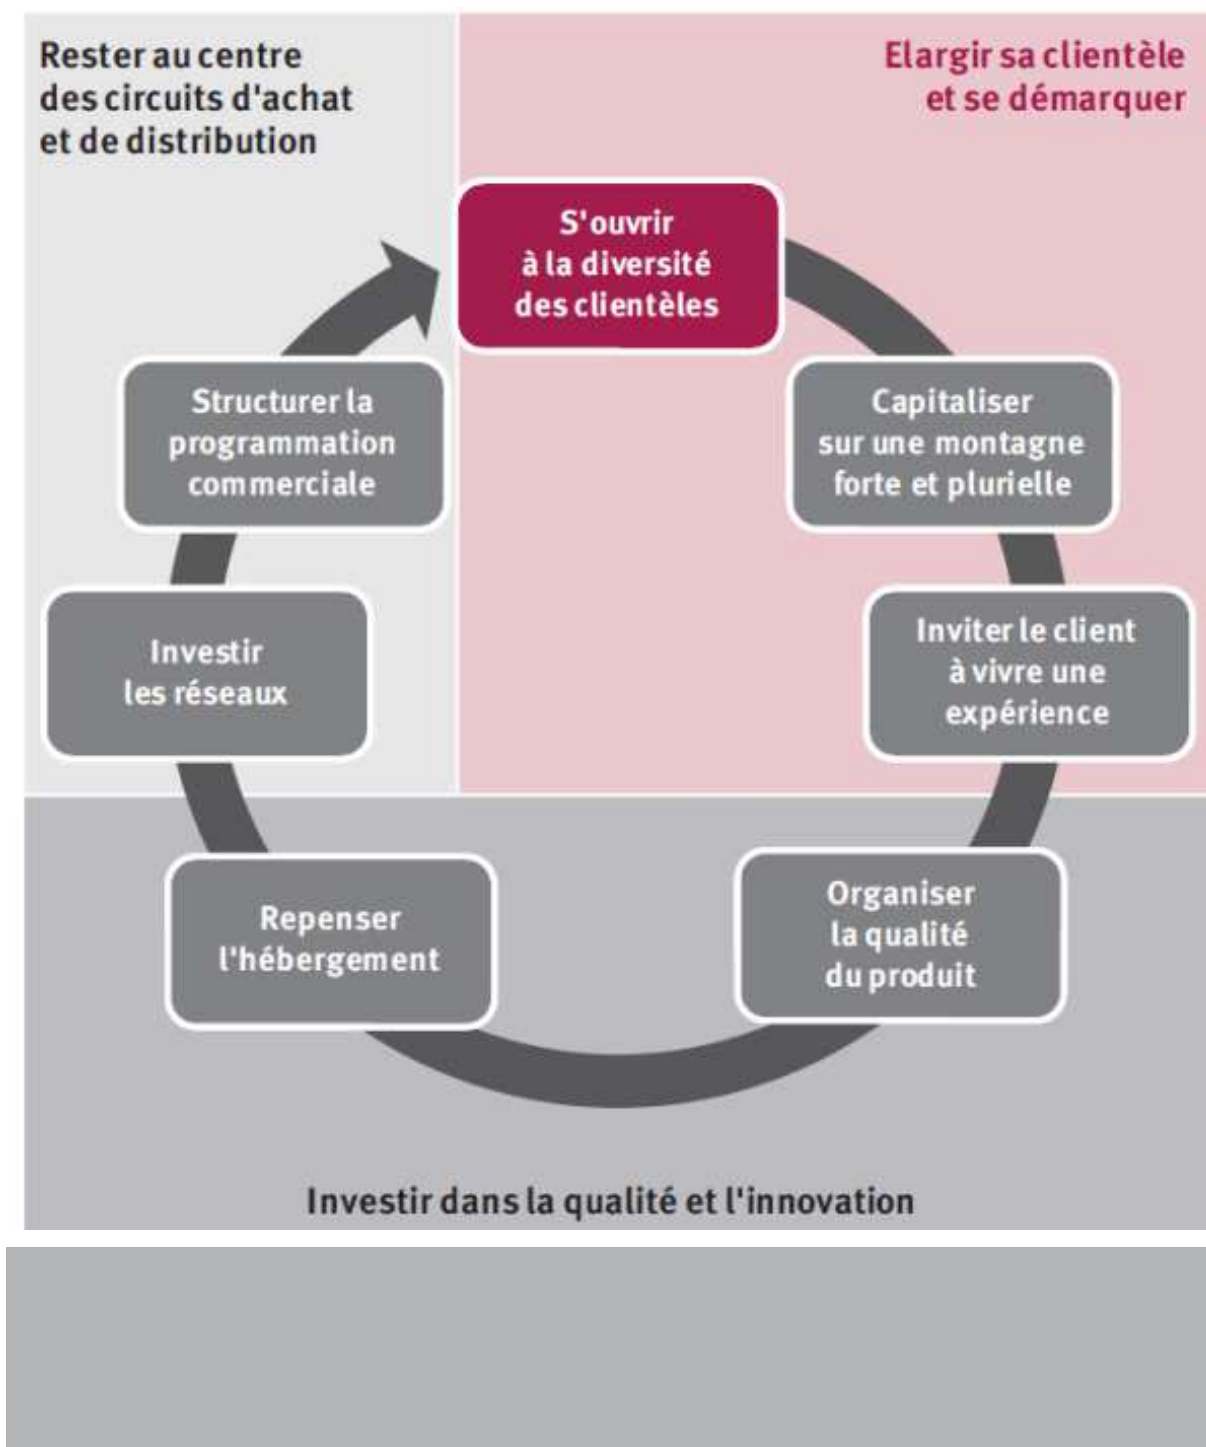 Rester au centre
des circuits d'achat
et de distribution
Elargir sa clientèle
et se démarquer
S'ouvrir
à la diversité
des clientèles
Capitaliser
sur une montagne
forte et plurielle
Inviter le client
à vivre une
expérience
Organiser
la qualité
du produit
Repenser
l'hébergement
Investir
les réseaux
Structurer la
programmation
commerciale
Investir dans la qualité et l'innovation